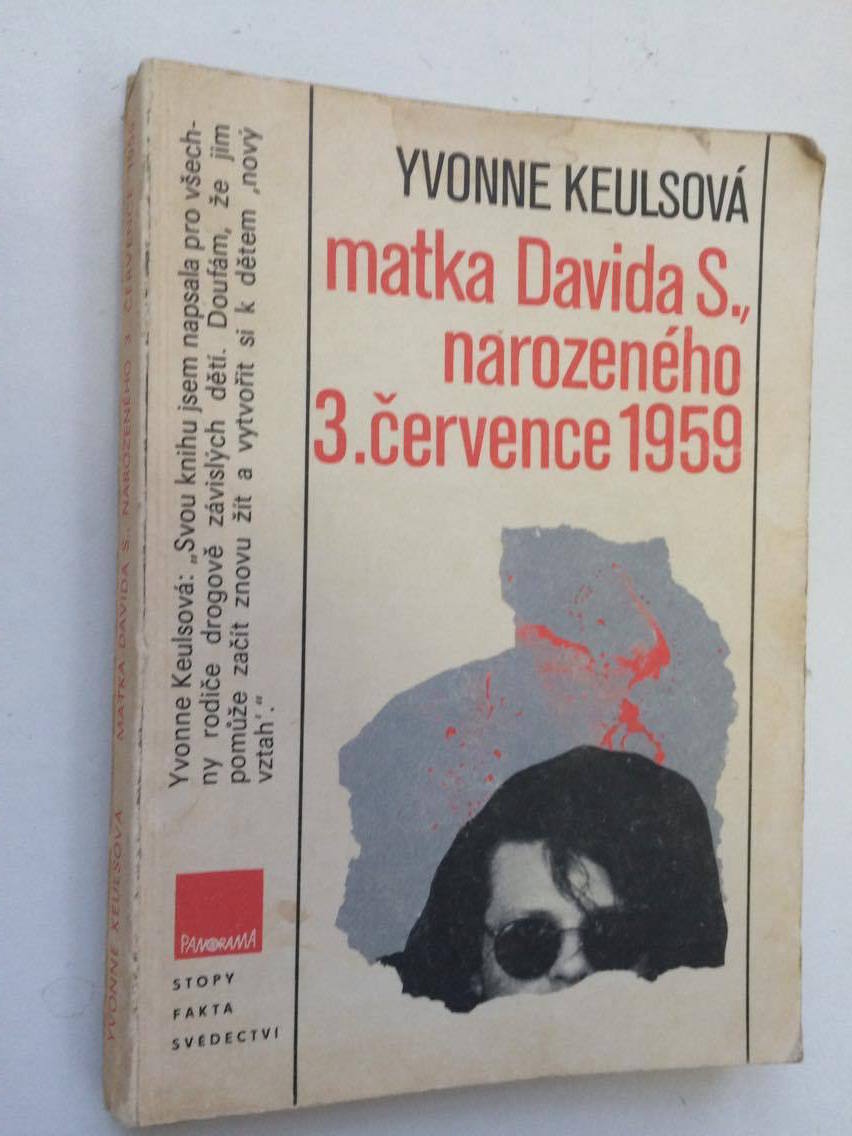 YVONNE KEULSOVÁ
matka Davida S.,
narozeného
3. července 1959
Yvonne Keulsová: „Svou knihu jsem napsala pro všech-
ny rodiče drogově závislých dětí. Doufám, že jim
pomůže začít znovu žít a vytvořit si k dětem ‚nový
vztah‘.“
PANORAMA
STOPY
FAKTA
SVĚDECTVÍ
YVONNE KEULSOVÁ MATKA DAVIDA S., NAROZENÉHO 3. ČERVENCE 1959